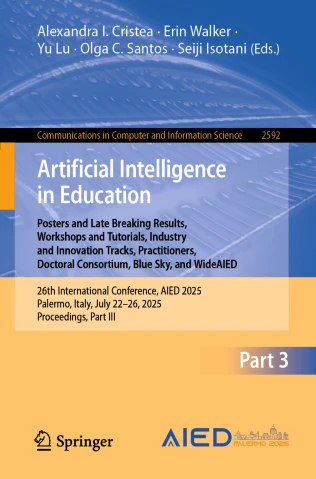 Alexandra I. Cristea · Erin Walker ·
Yu Lu · Olga C. Santos · Seiji Isotani (Eds.)
Communications in Computer and Information Science 2592
Artificial Intelligence
in Education
Posters and Late Breaking Results,
Workshops and Tutorials, Industry
and Innovation Tracks, Practitioners,
Doctoral Consortium, Blue Sky, and WideAIED
26th International Conference, AIED 2025
Palermo, Italy, July 22–26, 2025
Proceedings, Part III
Part 3
Springer
AIED
PALERMO 2025